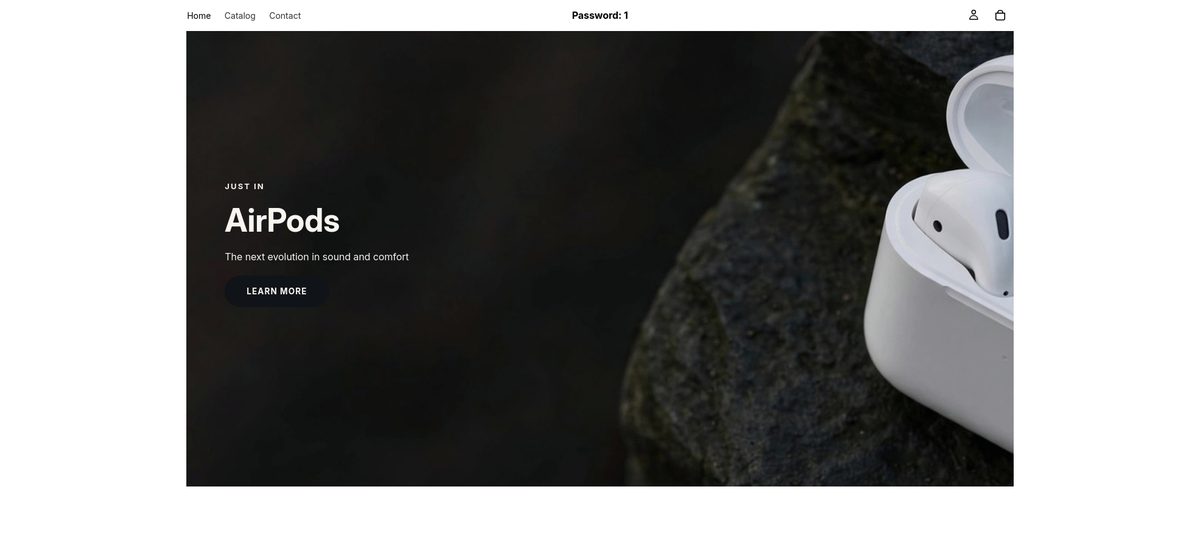 Home Catalog Contact Password: 1
JUST IN
AirPods
The next evolution in sound and comfort
LEARN MORE